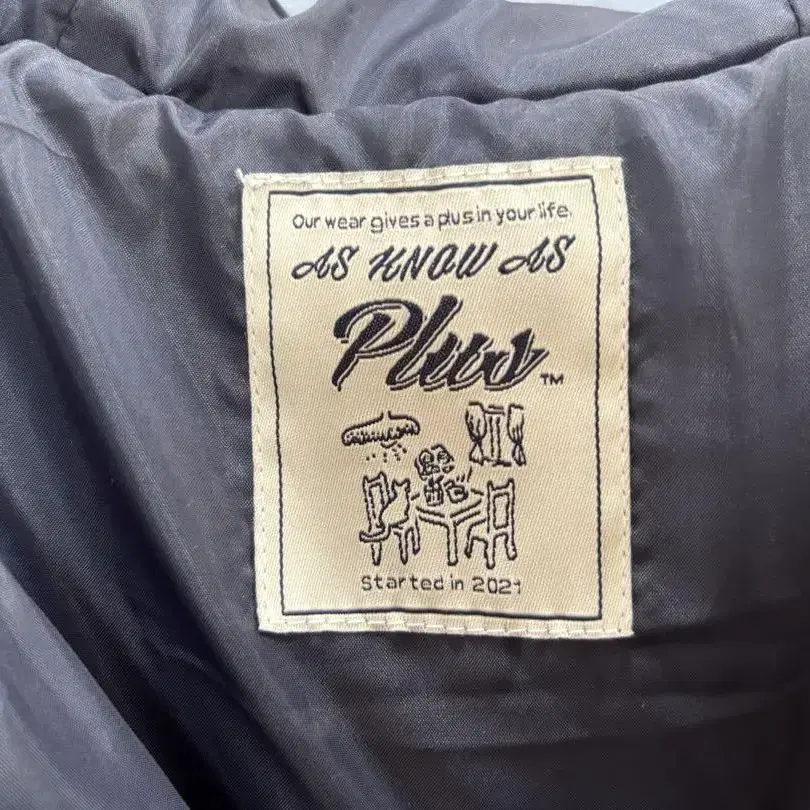 Our wear gives a plus in your life.
AS KNOW AS
Plus™
Started in 2021